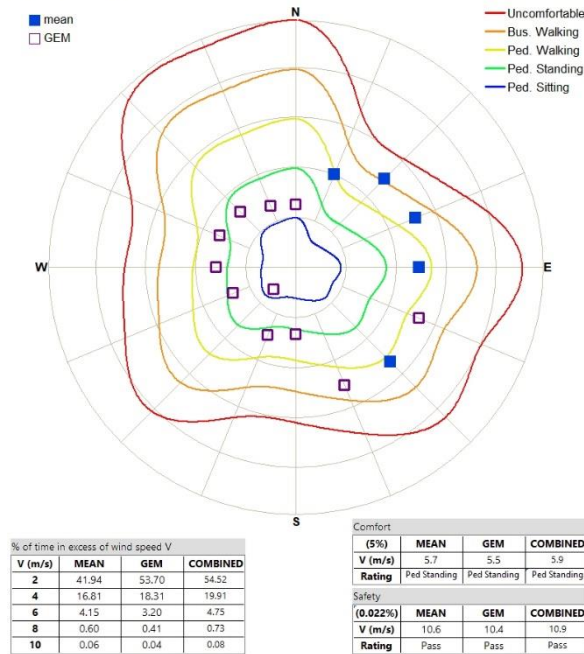 mean
GEM
N
Uncomfortable
Bus. Walking
Ped. Walking
Ped. Standing
Ped. Sitting
W
E
S
% of time in excess of wind speed V
V (m/s) MEAN GEM COMBINED
2 41.94 53.70 54.52
4 16.81 18.31 19.91
6 4.15 3.20 4.75
8 0.60 0.41 0.73
10 0.06 0.04 0.08
Comfort
(5%) MEAN GEM COMBINED
V (m/s) 5.7 5.5 5.9
Rating Ped Standing Ped Standing Ped Standing
Safety
(0.022%) MEAN GEM COMBINED
V (m/s) 10.6 10.4 10.9
Rating Pass Pass Pass